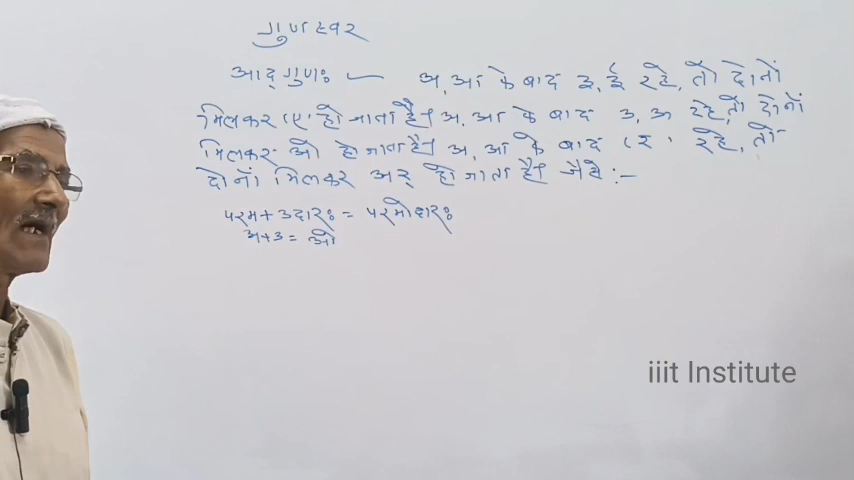 गुण स्वर
आद् गुणः — अ, आ के बाद इ, ई रहे, तो दोनों
मिलकर 'ए' हो जाता है। अ, आ के बाद उ, ऊ रहे, तो दोनों
मिलकर ओ हो जाता है। अ, आ के बाद रहे, तो
दोनों मिलकर अर् हो जाता है। जैसे :-
परम + उदारः = परमोदारः
अ+उ = ओ
iiit Institute